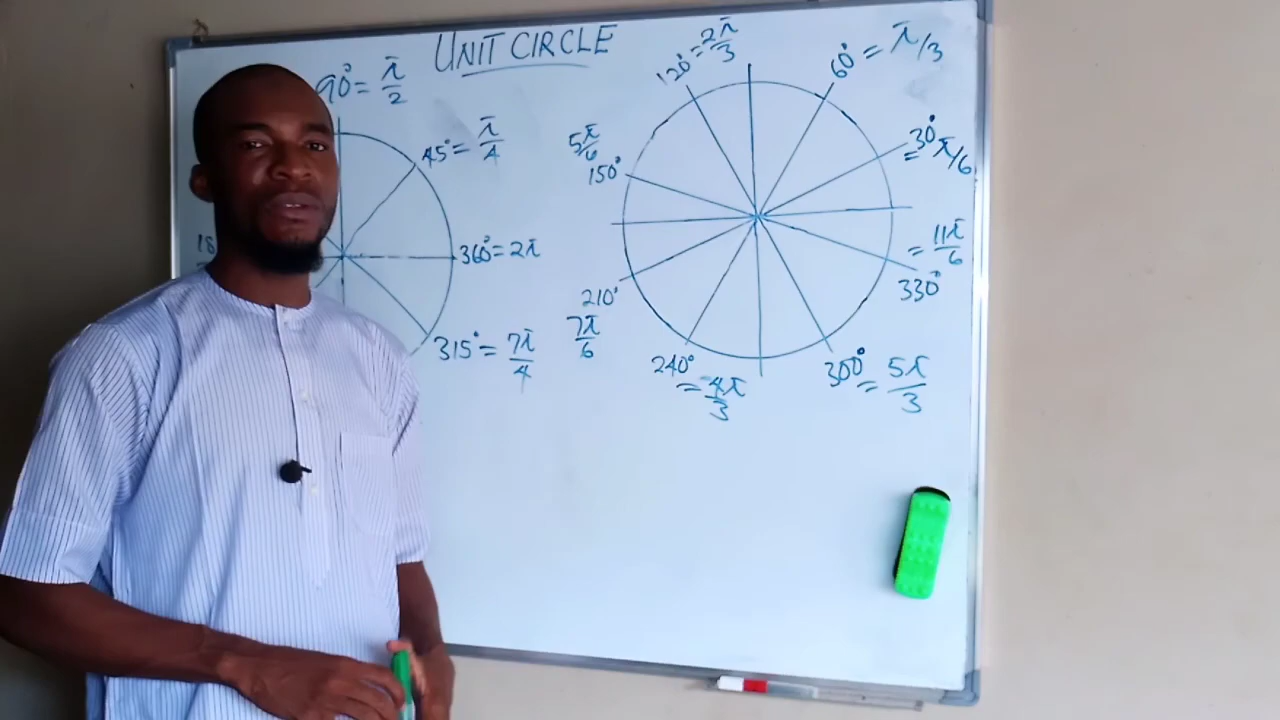 UNIT CIRCLE
90° = π/2
45° = π/4
360° = 2π
315° = 7π/4
18
120° = 2π/3
60° = π/3
30° = π/6
5π/6
150°
= 11π/6
330°
210°
7π/6
240° = 4π/3
300° = 5π/3